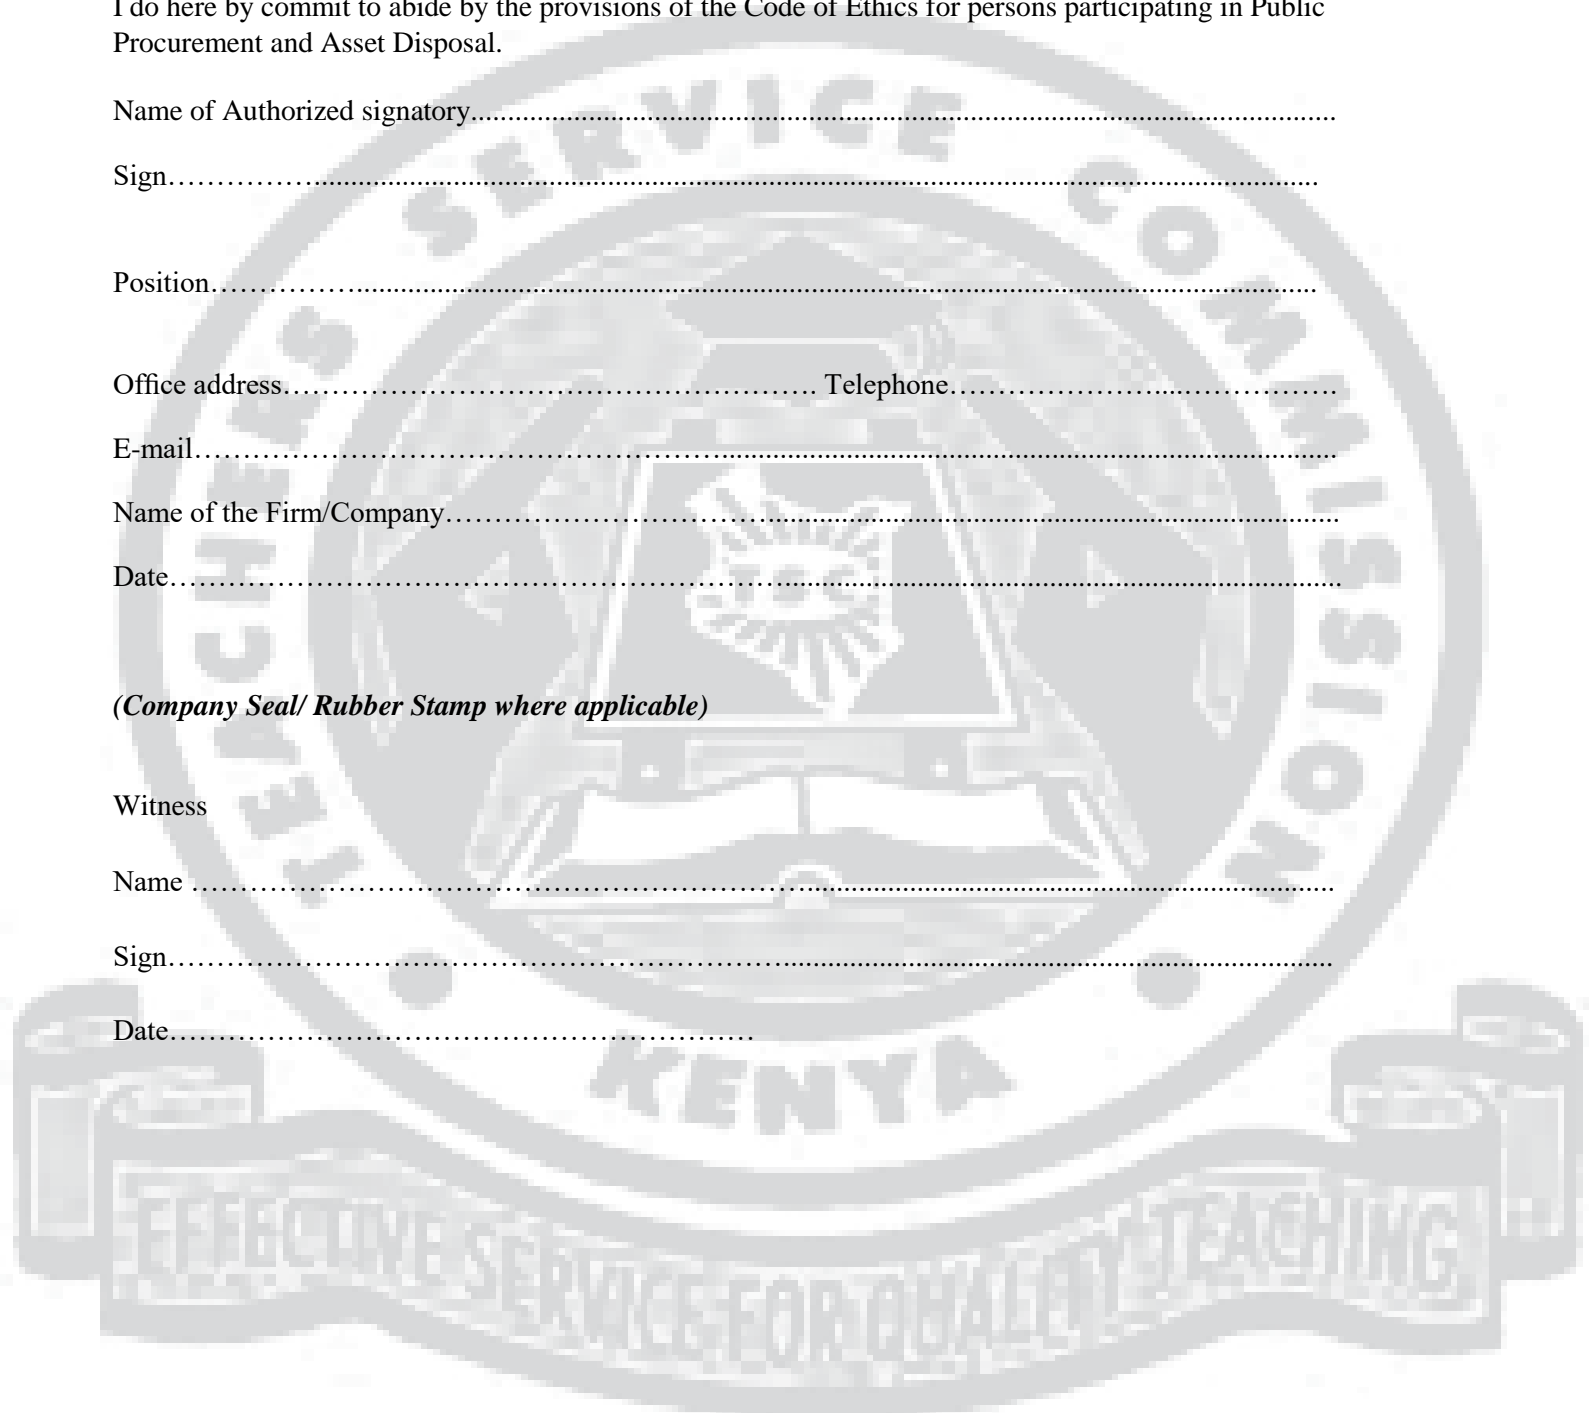 I do here by commit to abide by the provisions of the Code of Ethics for persons participating in Public
Procurement and Asset Disposal.
Name of Authorized signatory....................................................................................................................
Sign……………......................................................................................................................................
Position……………................................................................................................................................
Office address…………………………………………………………. Telephone……………………...………………
E-mail………………………………………………………..................................................................................
Name of the Firm/Company…………………………………...........................................................................
Date…………………………………………………………………..........................................................................
(Company Seal/ Rubber Stamp where applicable)
Witness
Name …………………………………………………………………......................................................................
Sign……………………………………………………………………........................................................................
Date……………………………………………………………….
TEACHERS SERVICE COMMISSION
TSC
KENYA
EFFECTIVE SERVICE FOR QUALITY TEACHING